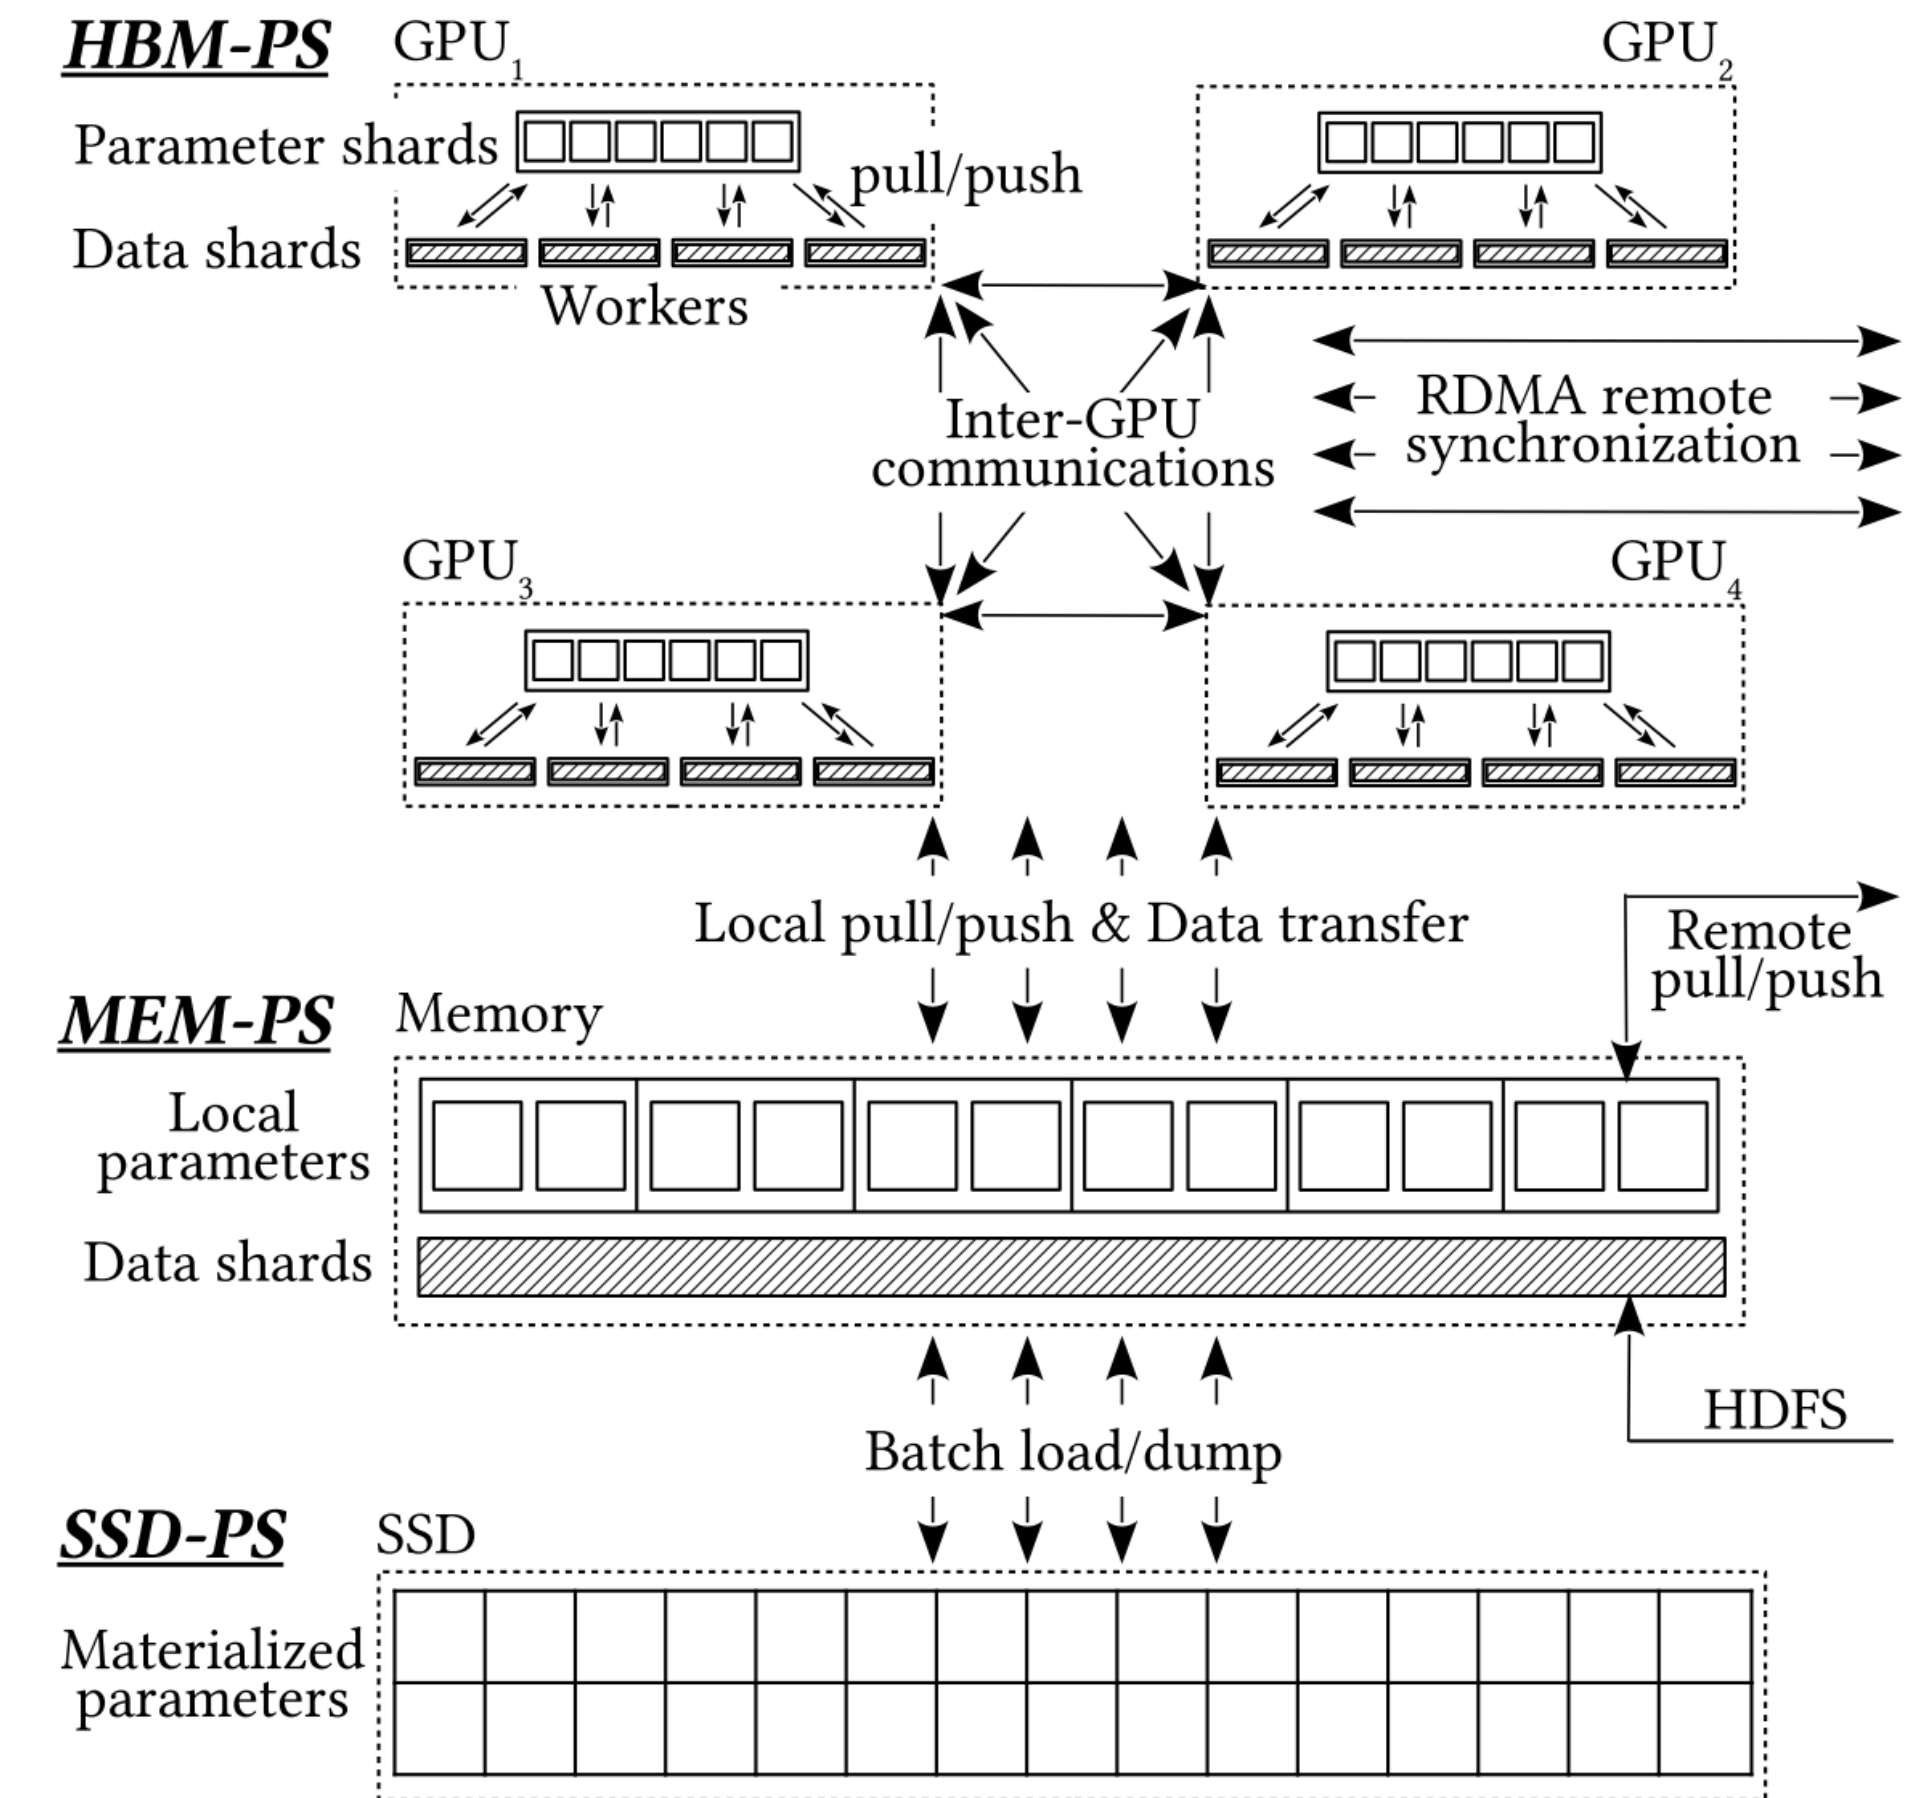 HBM-PS
GPU1
GPU2
Parameter shards
pull/push
Data shards
Workers
Inter-GPU
communications
RDMA remote
synchronization
GPU3
GPU4
Local pull/push & Data transfer
Remote
pull/push
MEM-PS
Memory
Local
parameters
Data shards
HDFS
Batch load/dump
SSD-PS
SSD
Materialized
parameters